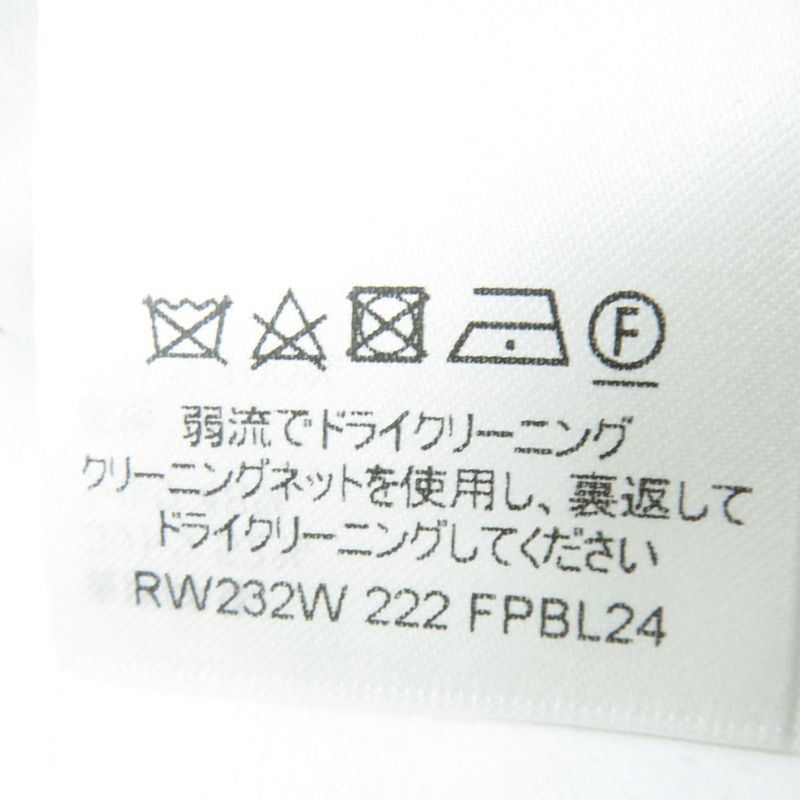 F
弱流でドライクリーニング
クリーニングネットを使用し、裏返して
ドライクリーニングしてください
RW232W 222 FPBL24